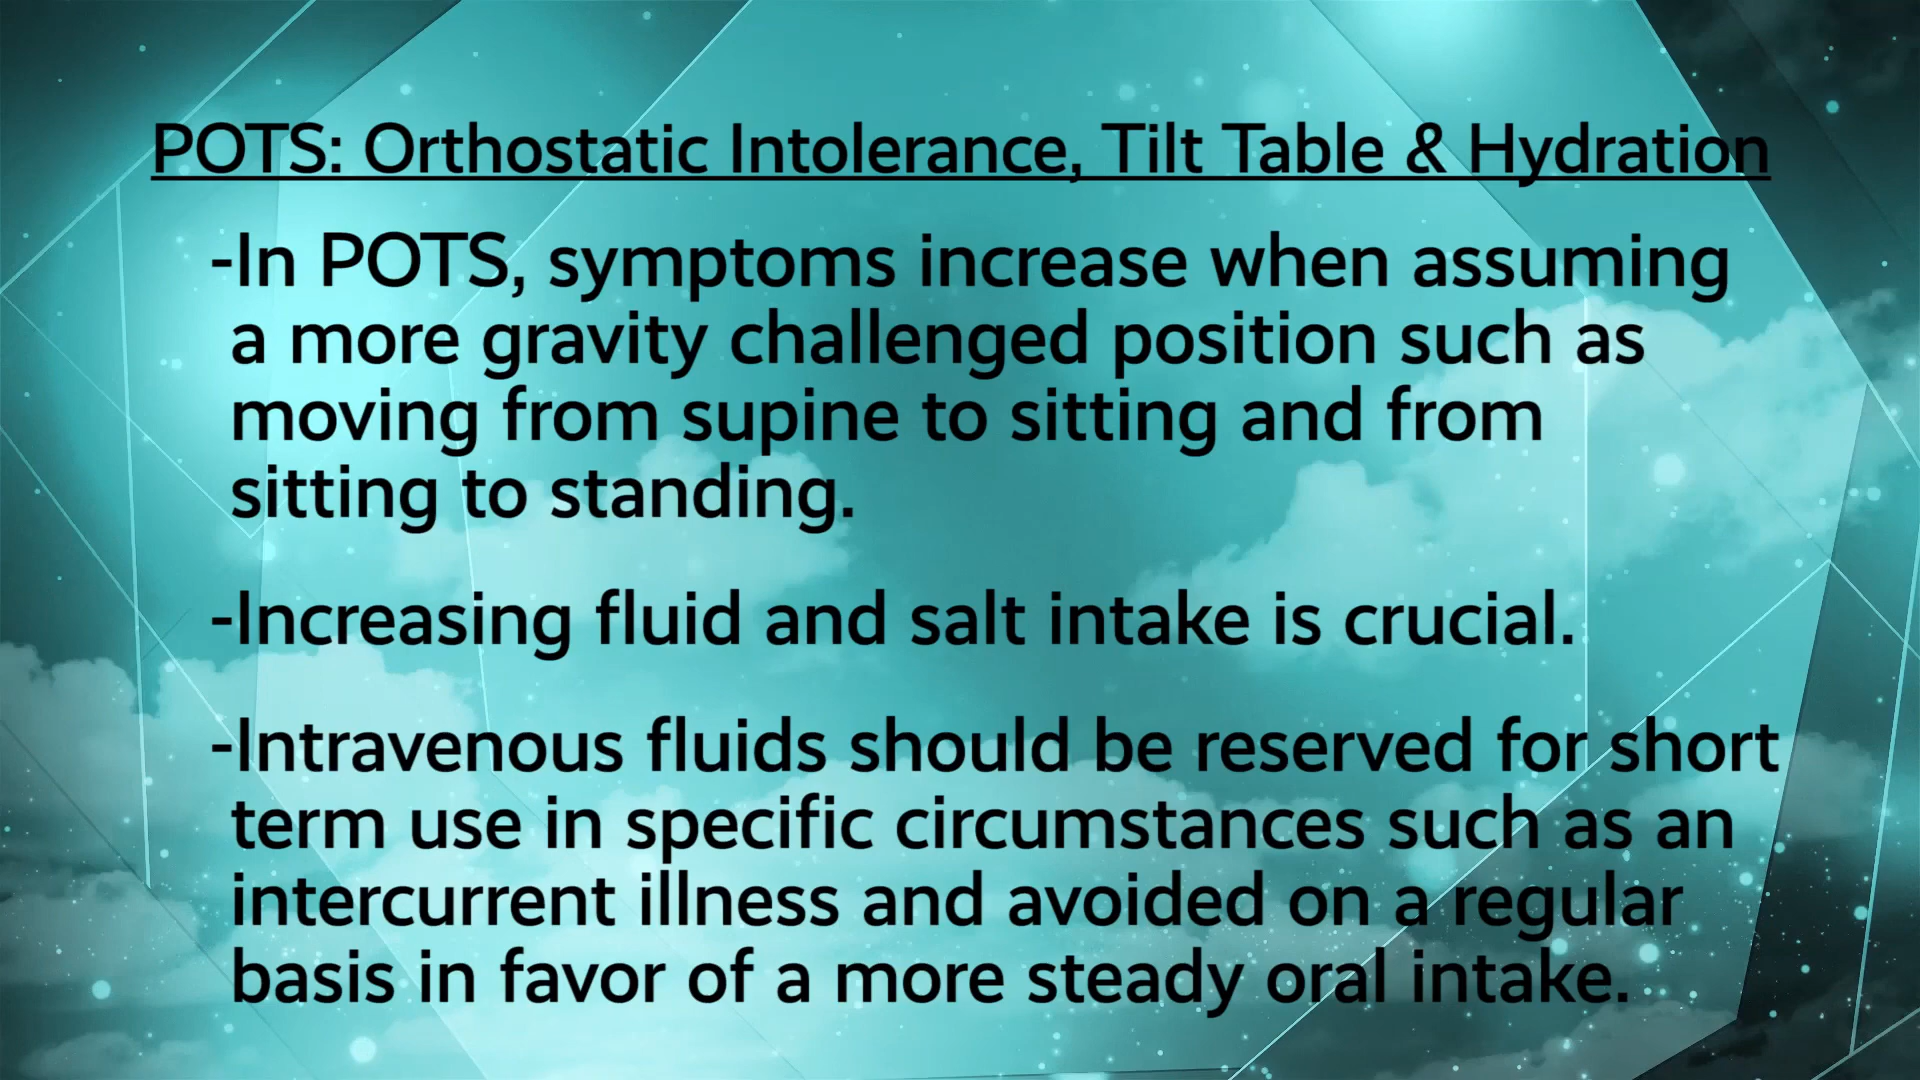 POTS: Orthostatic Intolerance, Tilt Table & Hydration
-In POTS, symptoms increase when assuming
a more gravity challenged position such as
moving from supine to sitting and from
sitting to standing.
-Increasing fluid and salt intake is crucial.
-Intravenous fluids should be reserved for short
term use in specific circumstances such as an
intercurrent illness and avoided on a regular
basis in favor of a more steady oral intake.